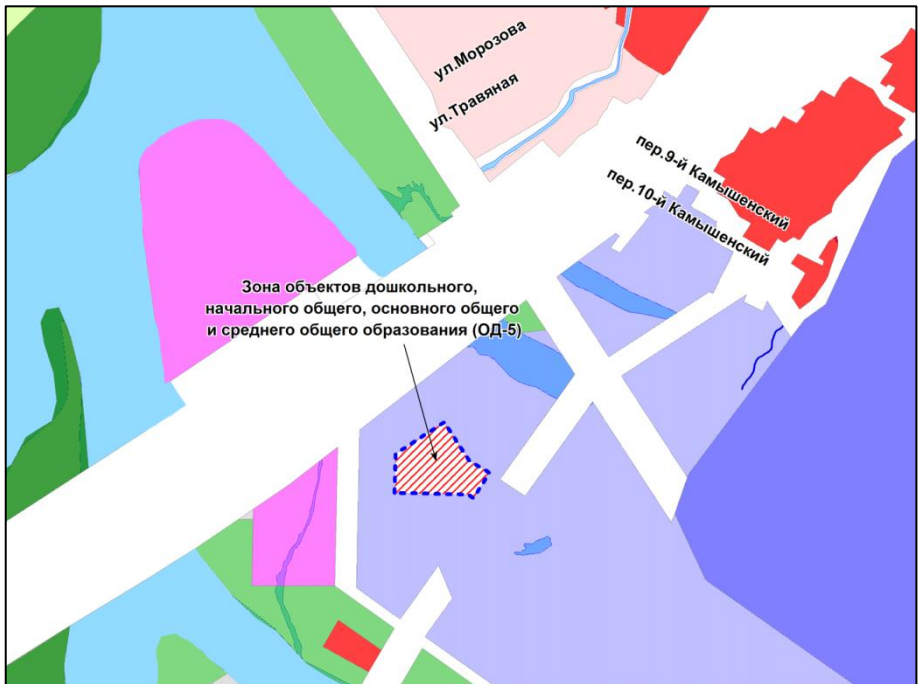 ул.Морозова
ул.Травяная
пер.9-й Камышенский
пер.10-й Камышенский
Зона объектов дошкольного,
начального общего, основного общего
и среднего общего образования (ОД-5)